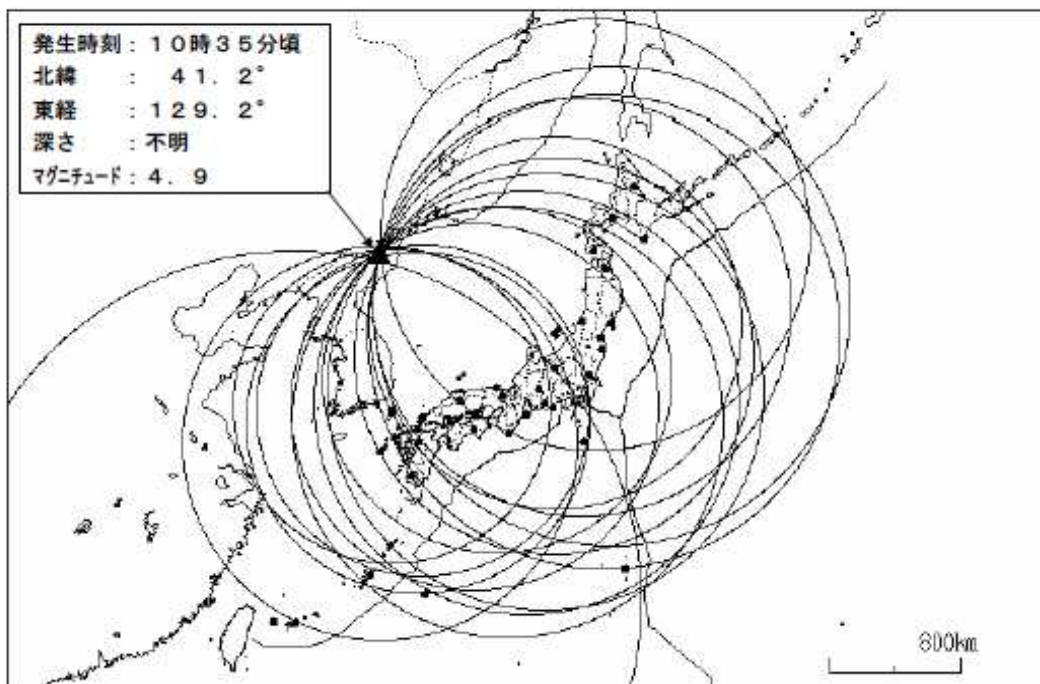 発生時刻：１０時３５分頃
北緯　　：　４１．２°
東経　　：１２９．２°
深さ　　：不明
ﾏｸﾞﾆﾁｭｰﾄﾞ：４．９
800km